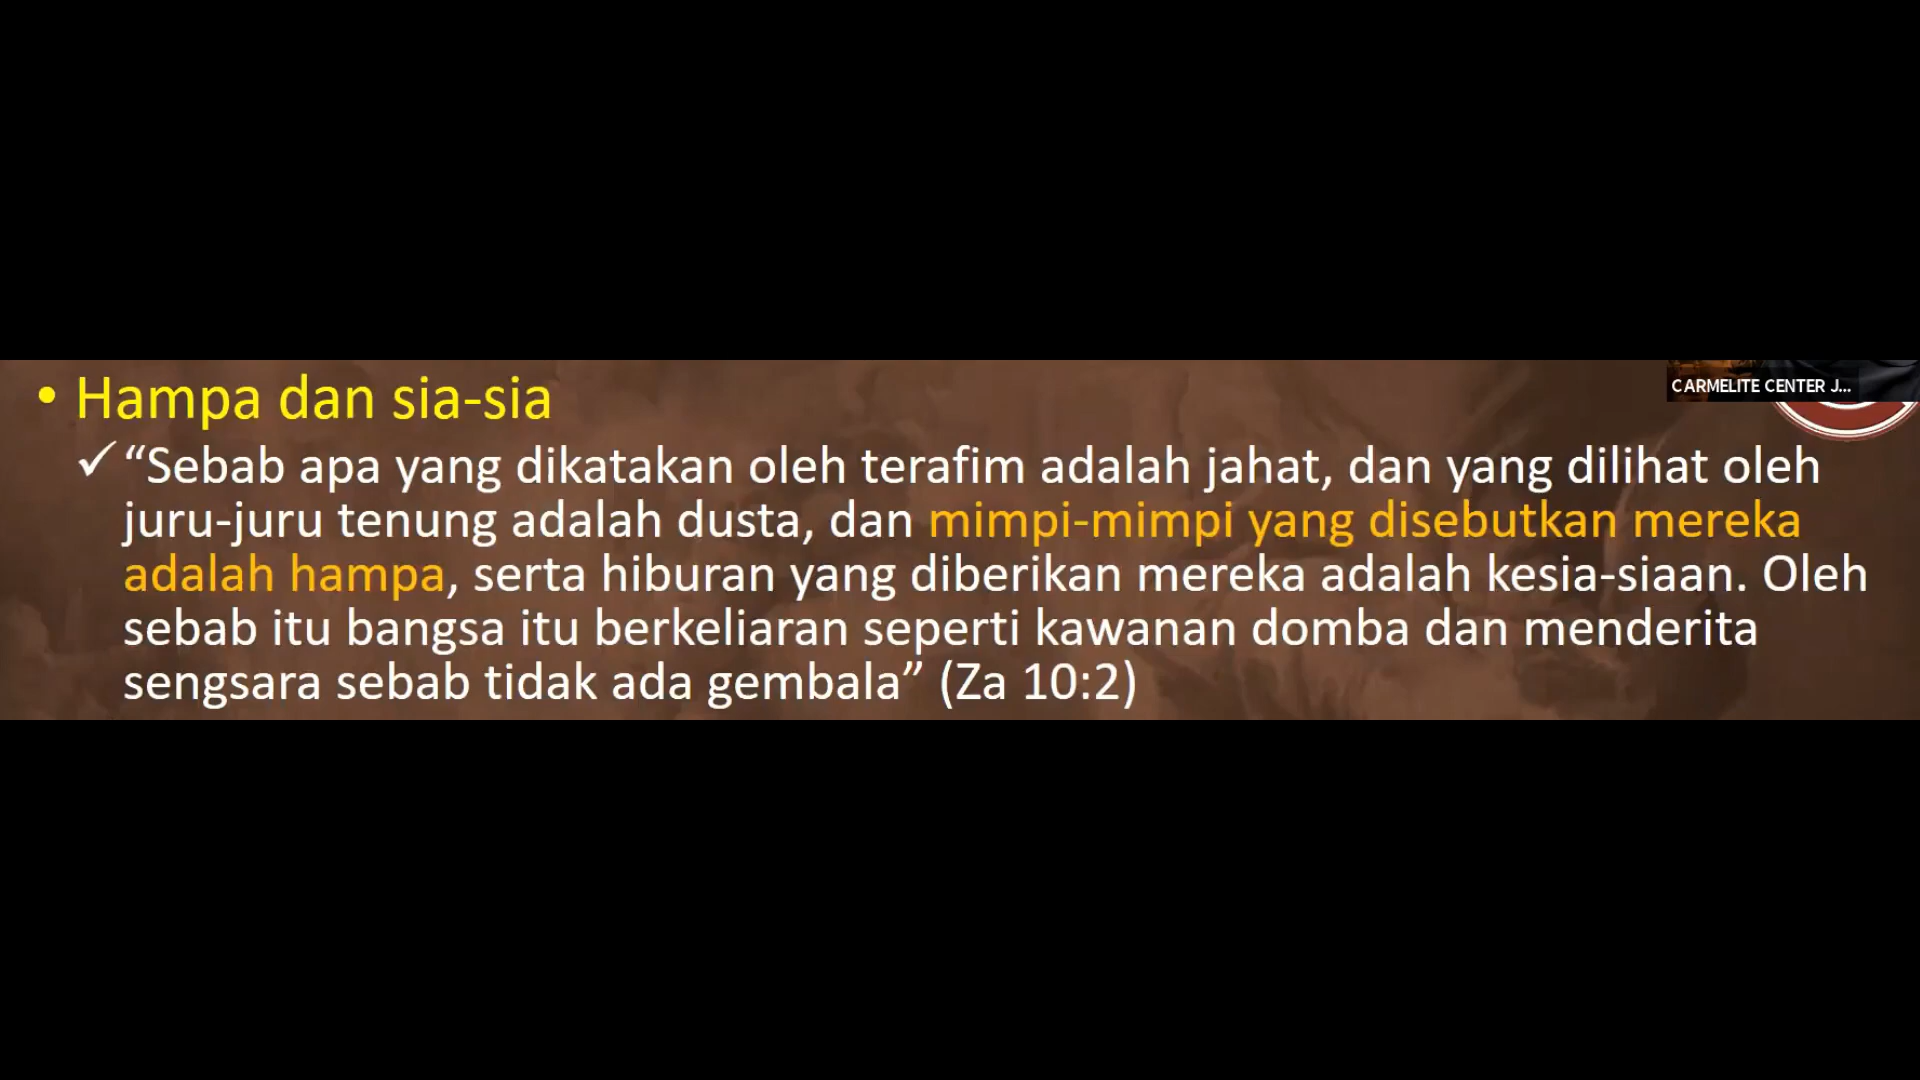 • Hampa dan sia-sia
CARMELITE CENTER J...
✓ “Sebab apa yang dikatakan oleh terafim adalah jahat, dan yang dilihat oleh
juru-juru tenung adalah dusta, dan mimpi-mimpi yang disebutkan mereka
adalah hampa, serta hiburan yang diberikan mereka adalah kesia-siaan. Oleh
sebab itu bangsa itu berkeliaran seperti kawanan domba dan menderita
sengsara sebab tidak ada gembala” (Za 10:2)